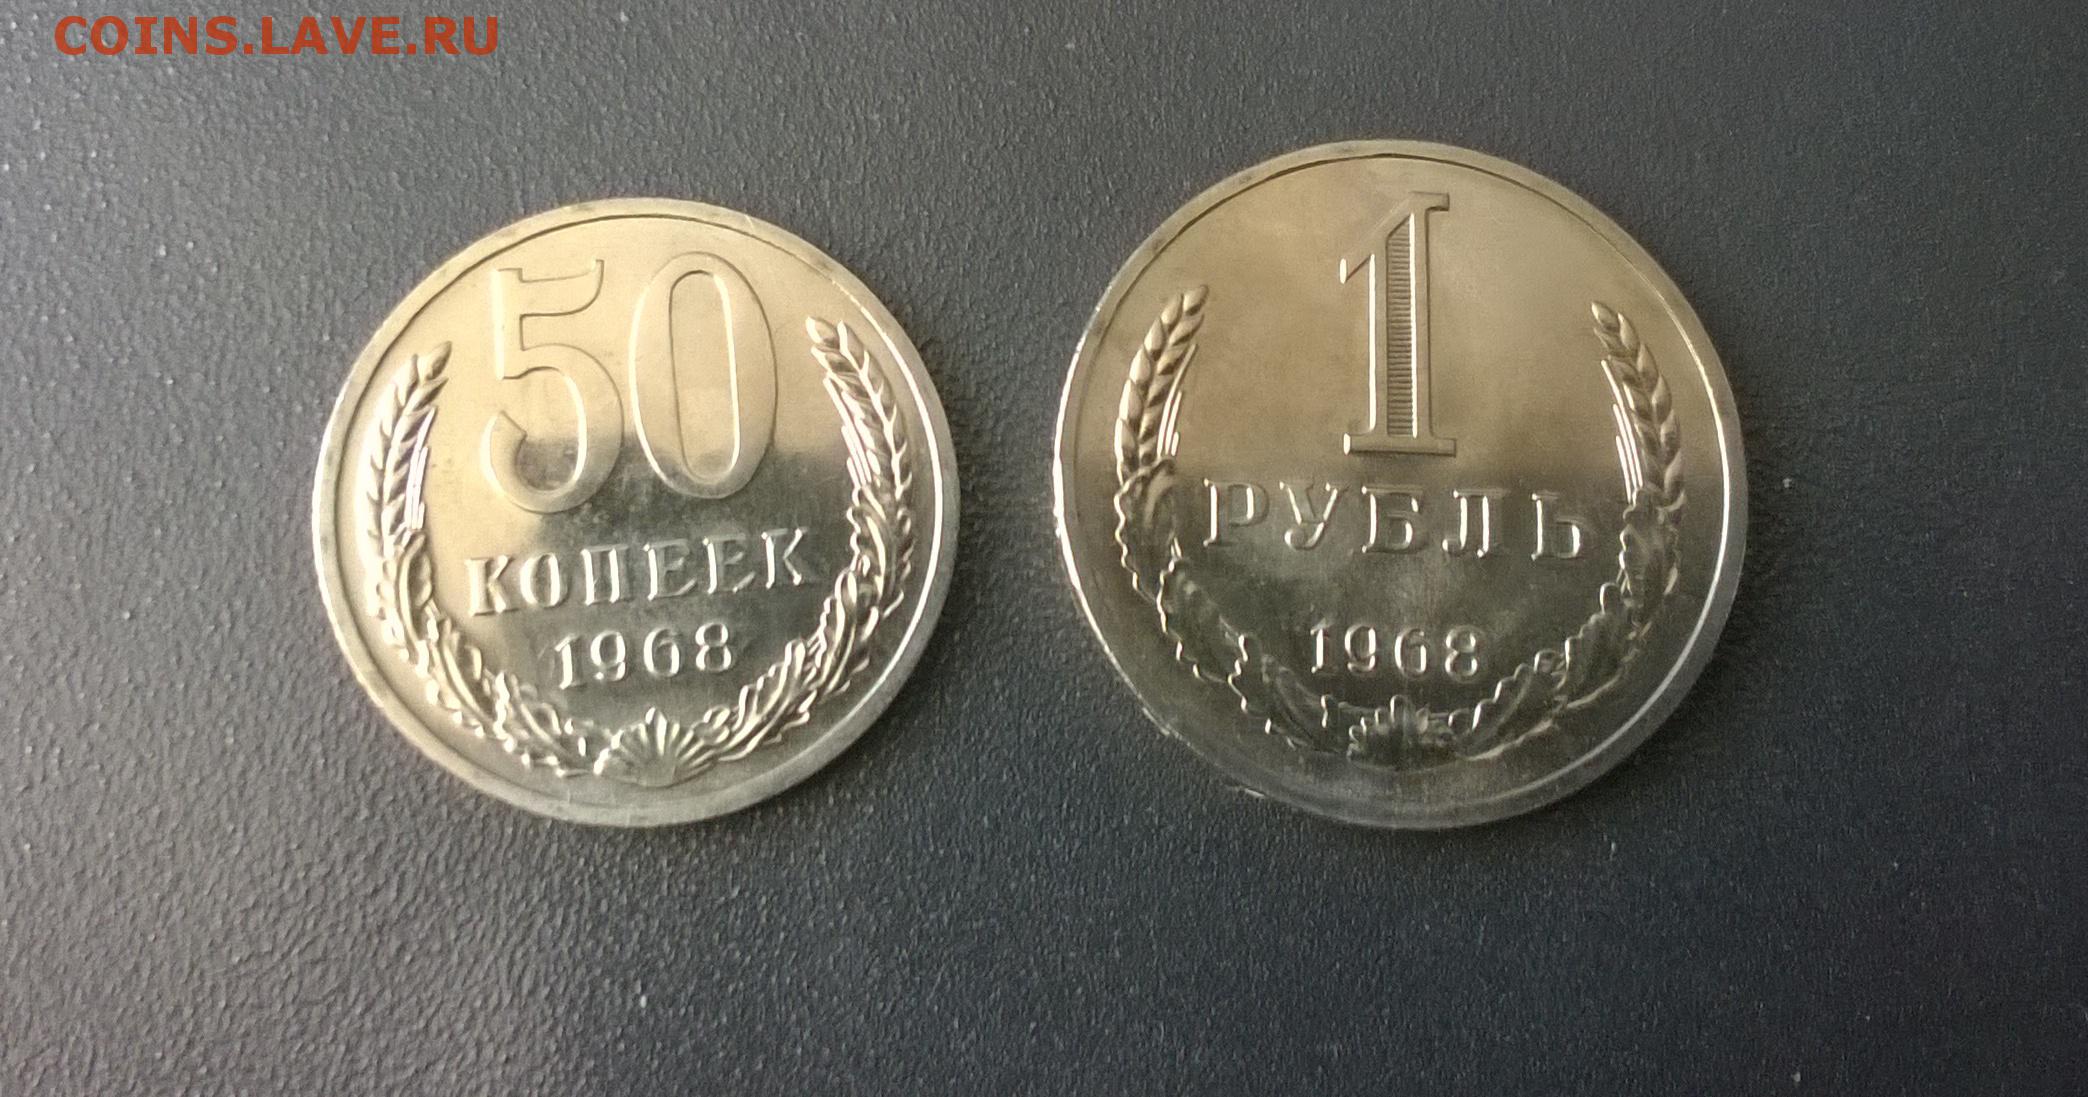 COINS.LAVE.RU
50
КОПЕЕК
1968
1
РУБЛЬ
1968